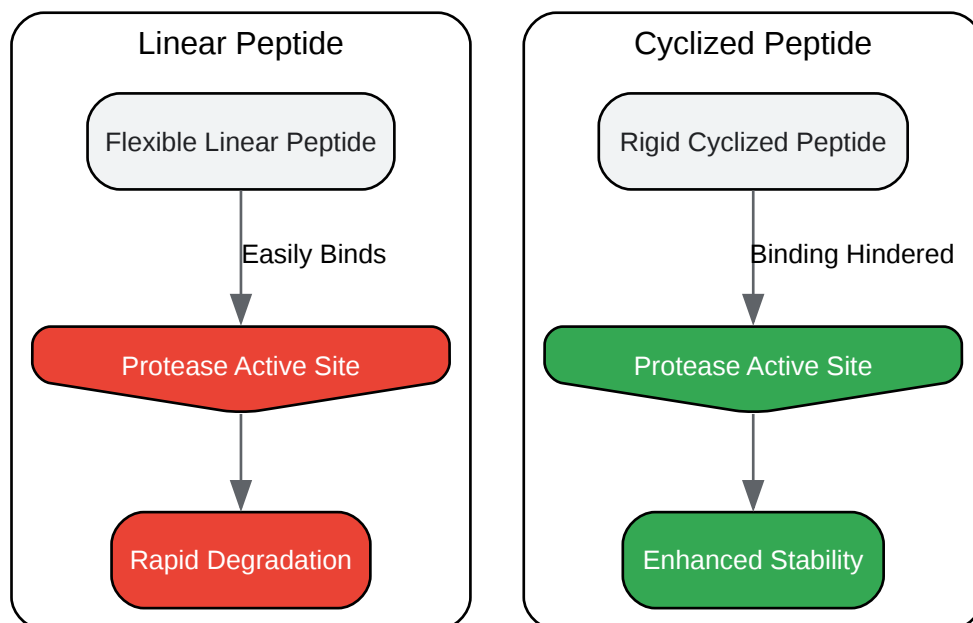 Linear Peptide
Flexible Linear Peptide
Easily Binds
Protease Active Site
Rapid Degradation
Cyclized Peptide
Rigid Cyclized Peptide
Binding Hindered
Protease Active Site
Enhanced Stability